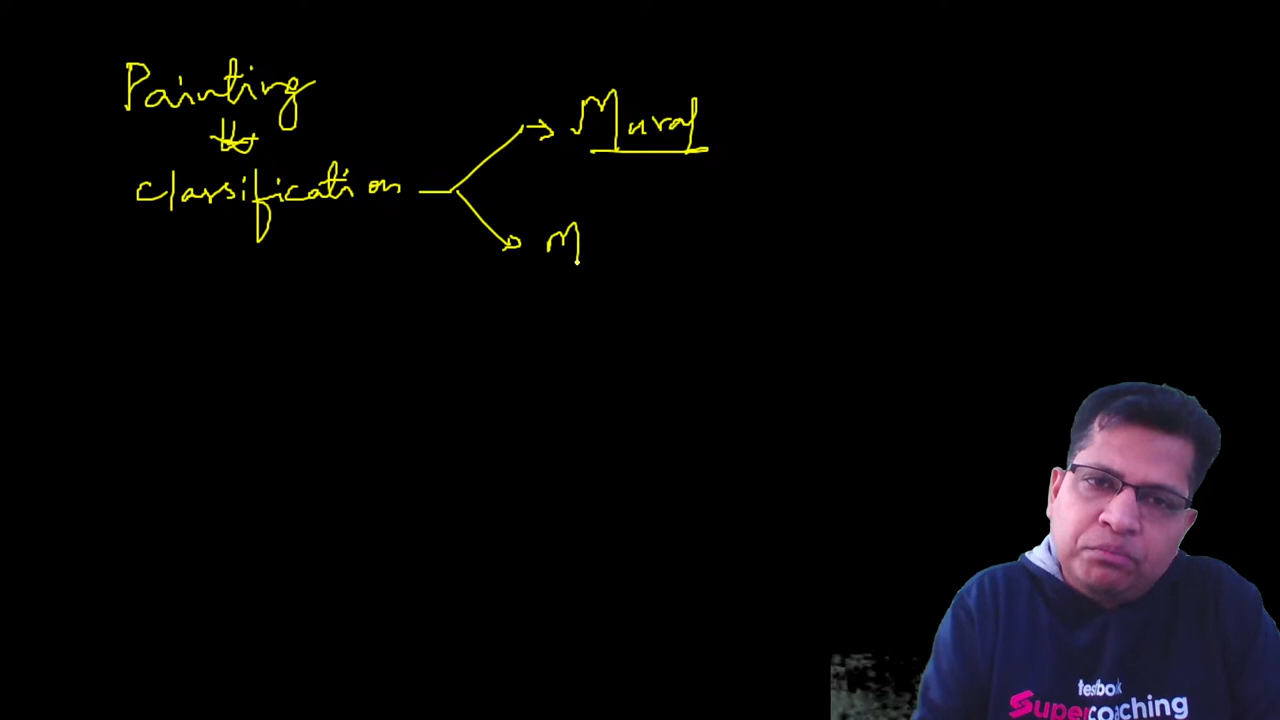 Painting
classification
Mural
M
testbook
Supercoaching